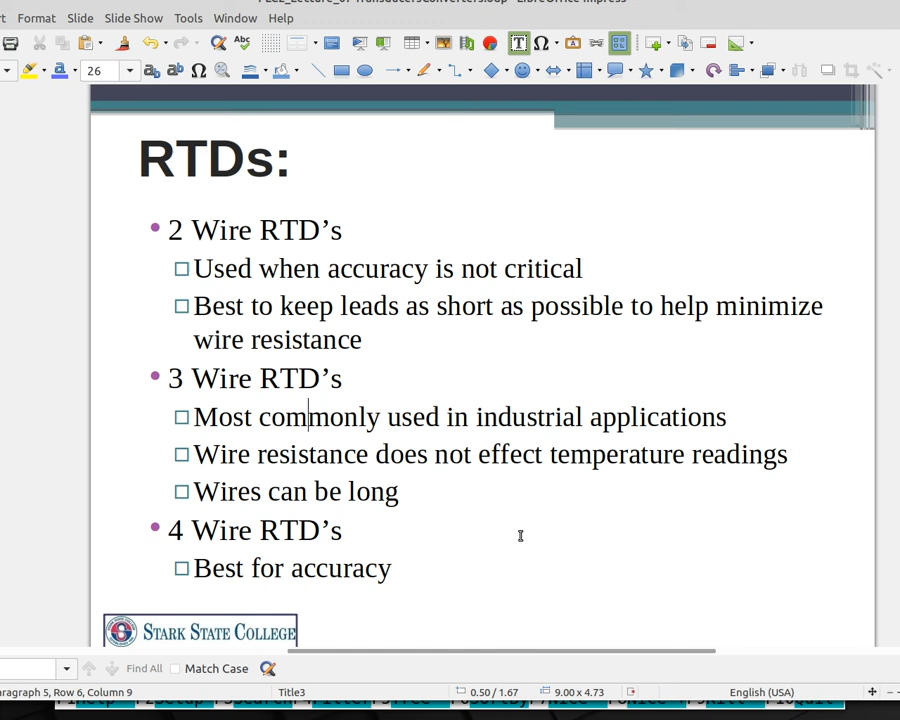 Format Slide Slide Show Tools Window Help
26
RTDs:
• 2 Wire RTD’s
Used when accuracy is not critical
Best to keep leads as short as possible to help minimize
wire resistance
• 3 Wire RTD’s
Most commonly used in industrial applications
Wire resistance does not effect temperature readings
Wires can be long
• 4 Wire RTD’s
Best for accuracy
STARK STATE COLLEGE
Find All Match Case
aragraph 5, Row 6, Column 9 Title3 0.50 / 1.67 9.00 x 4.73 English (USA)